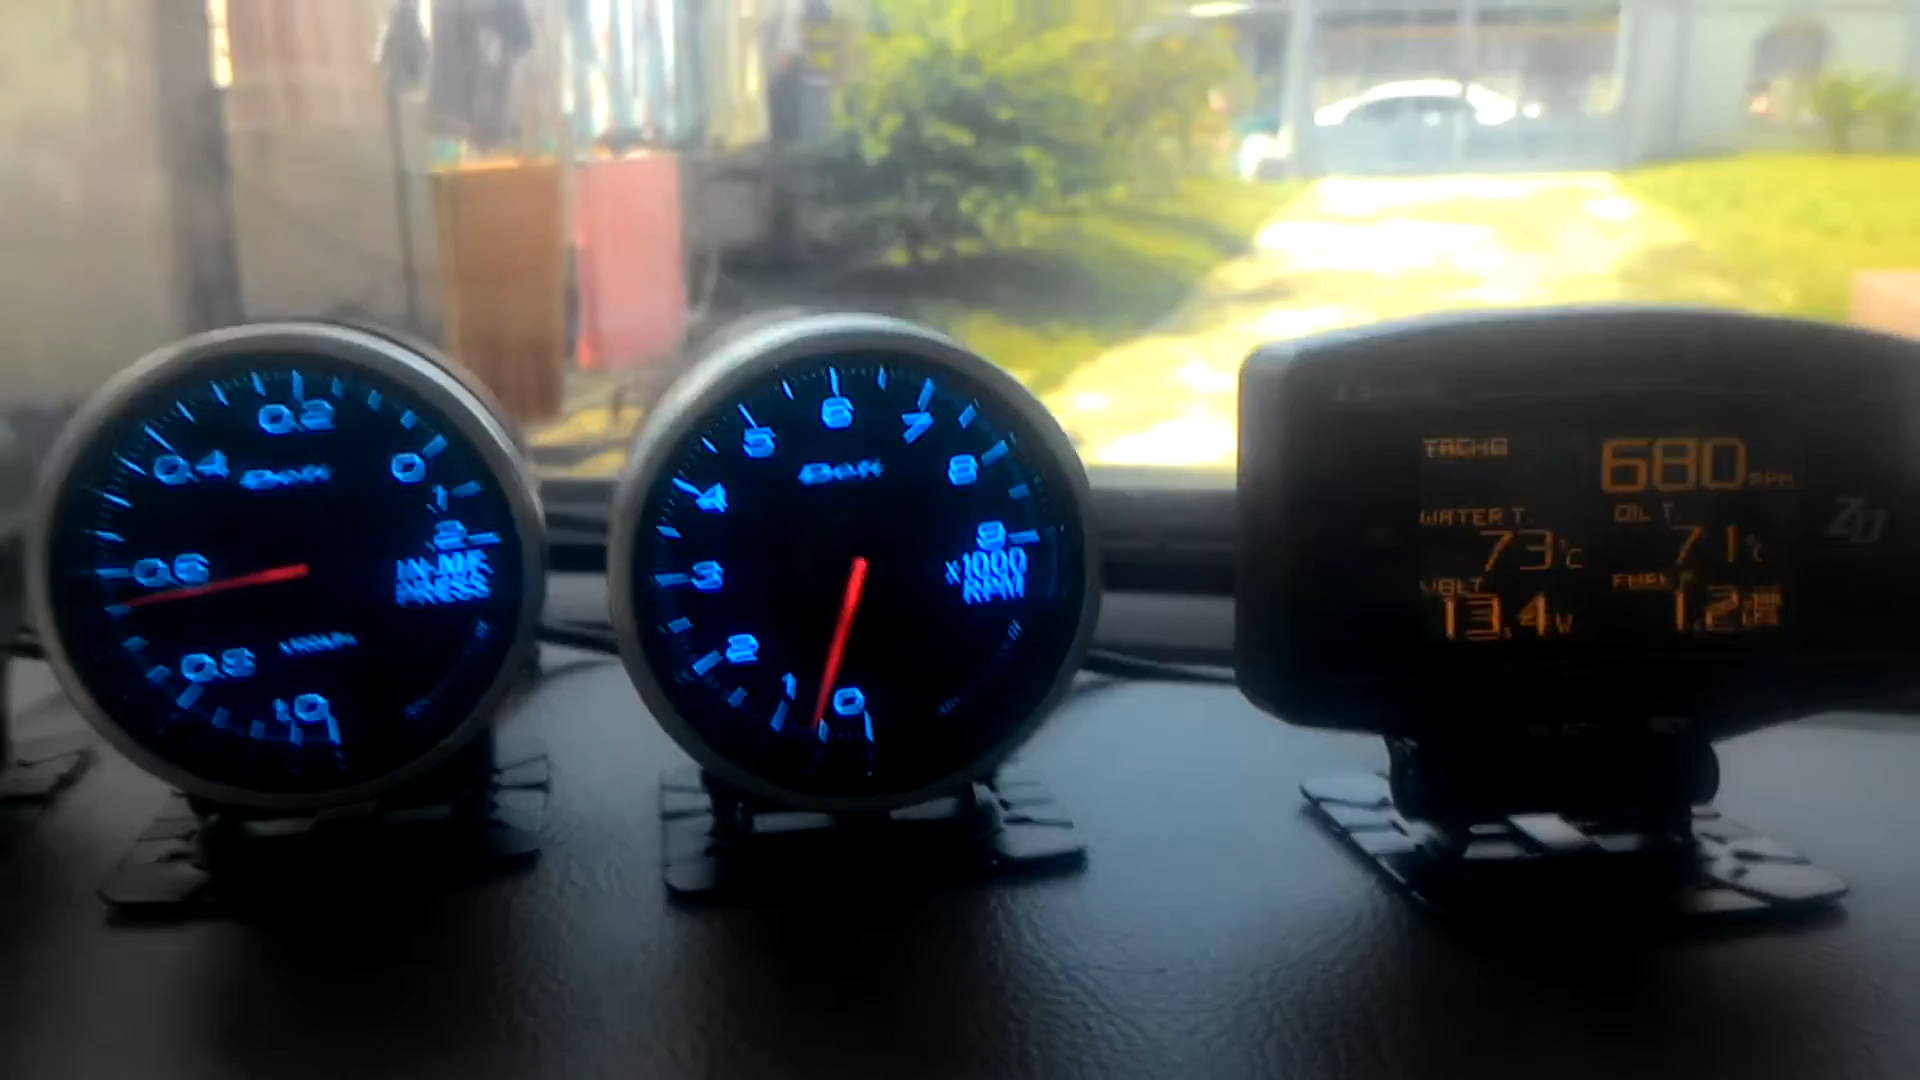 0.2
0.4
0
1
2
0.6
IN.MF
PRESS
0.8
1.0
6
5
7
8
4
9
3
X1000
RPM
2
1
0
TACHO
680RPM
WATER T.
OIL T.
73°C
71°C
VOLT
FUEL
13.4V
1.2
ZD